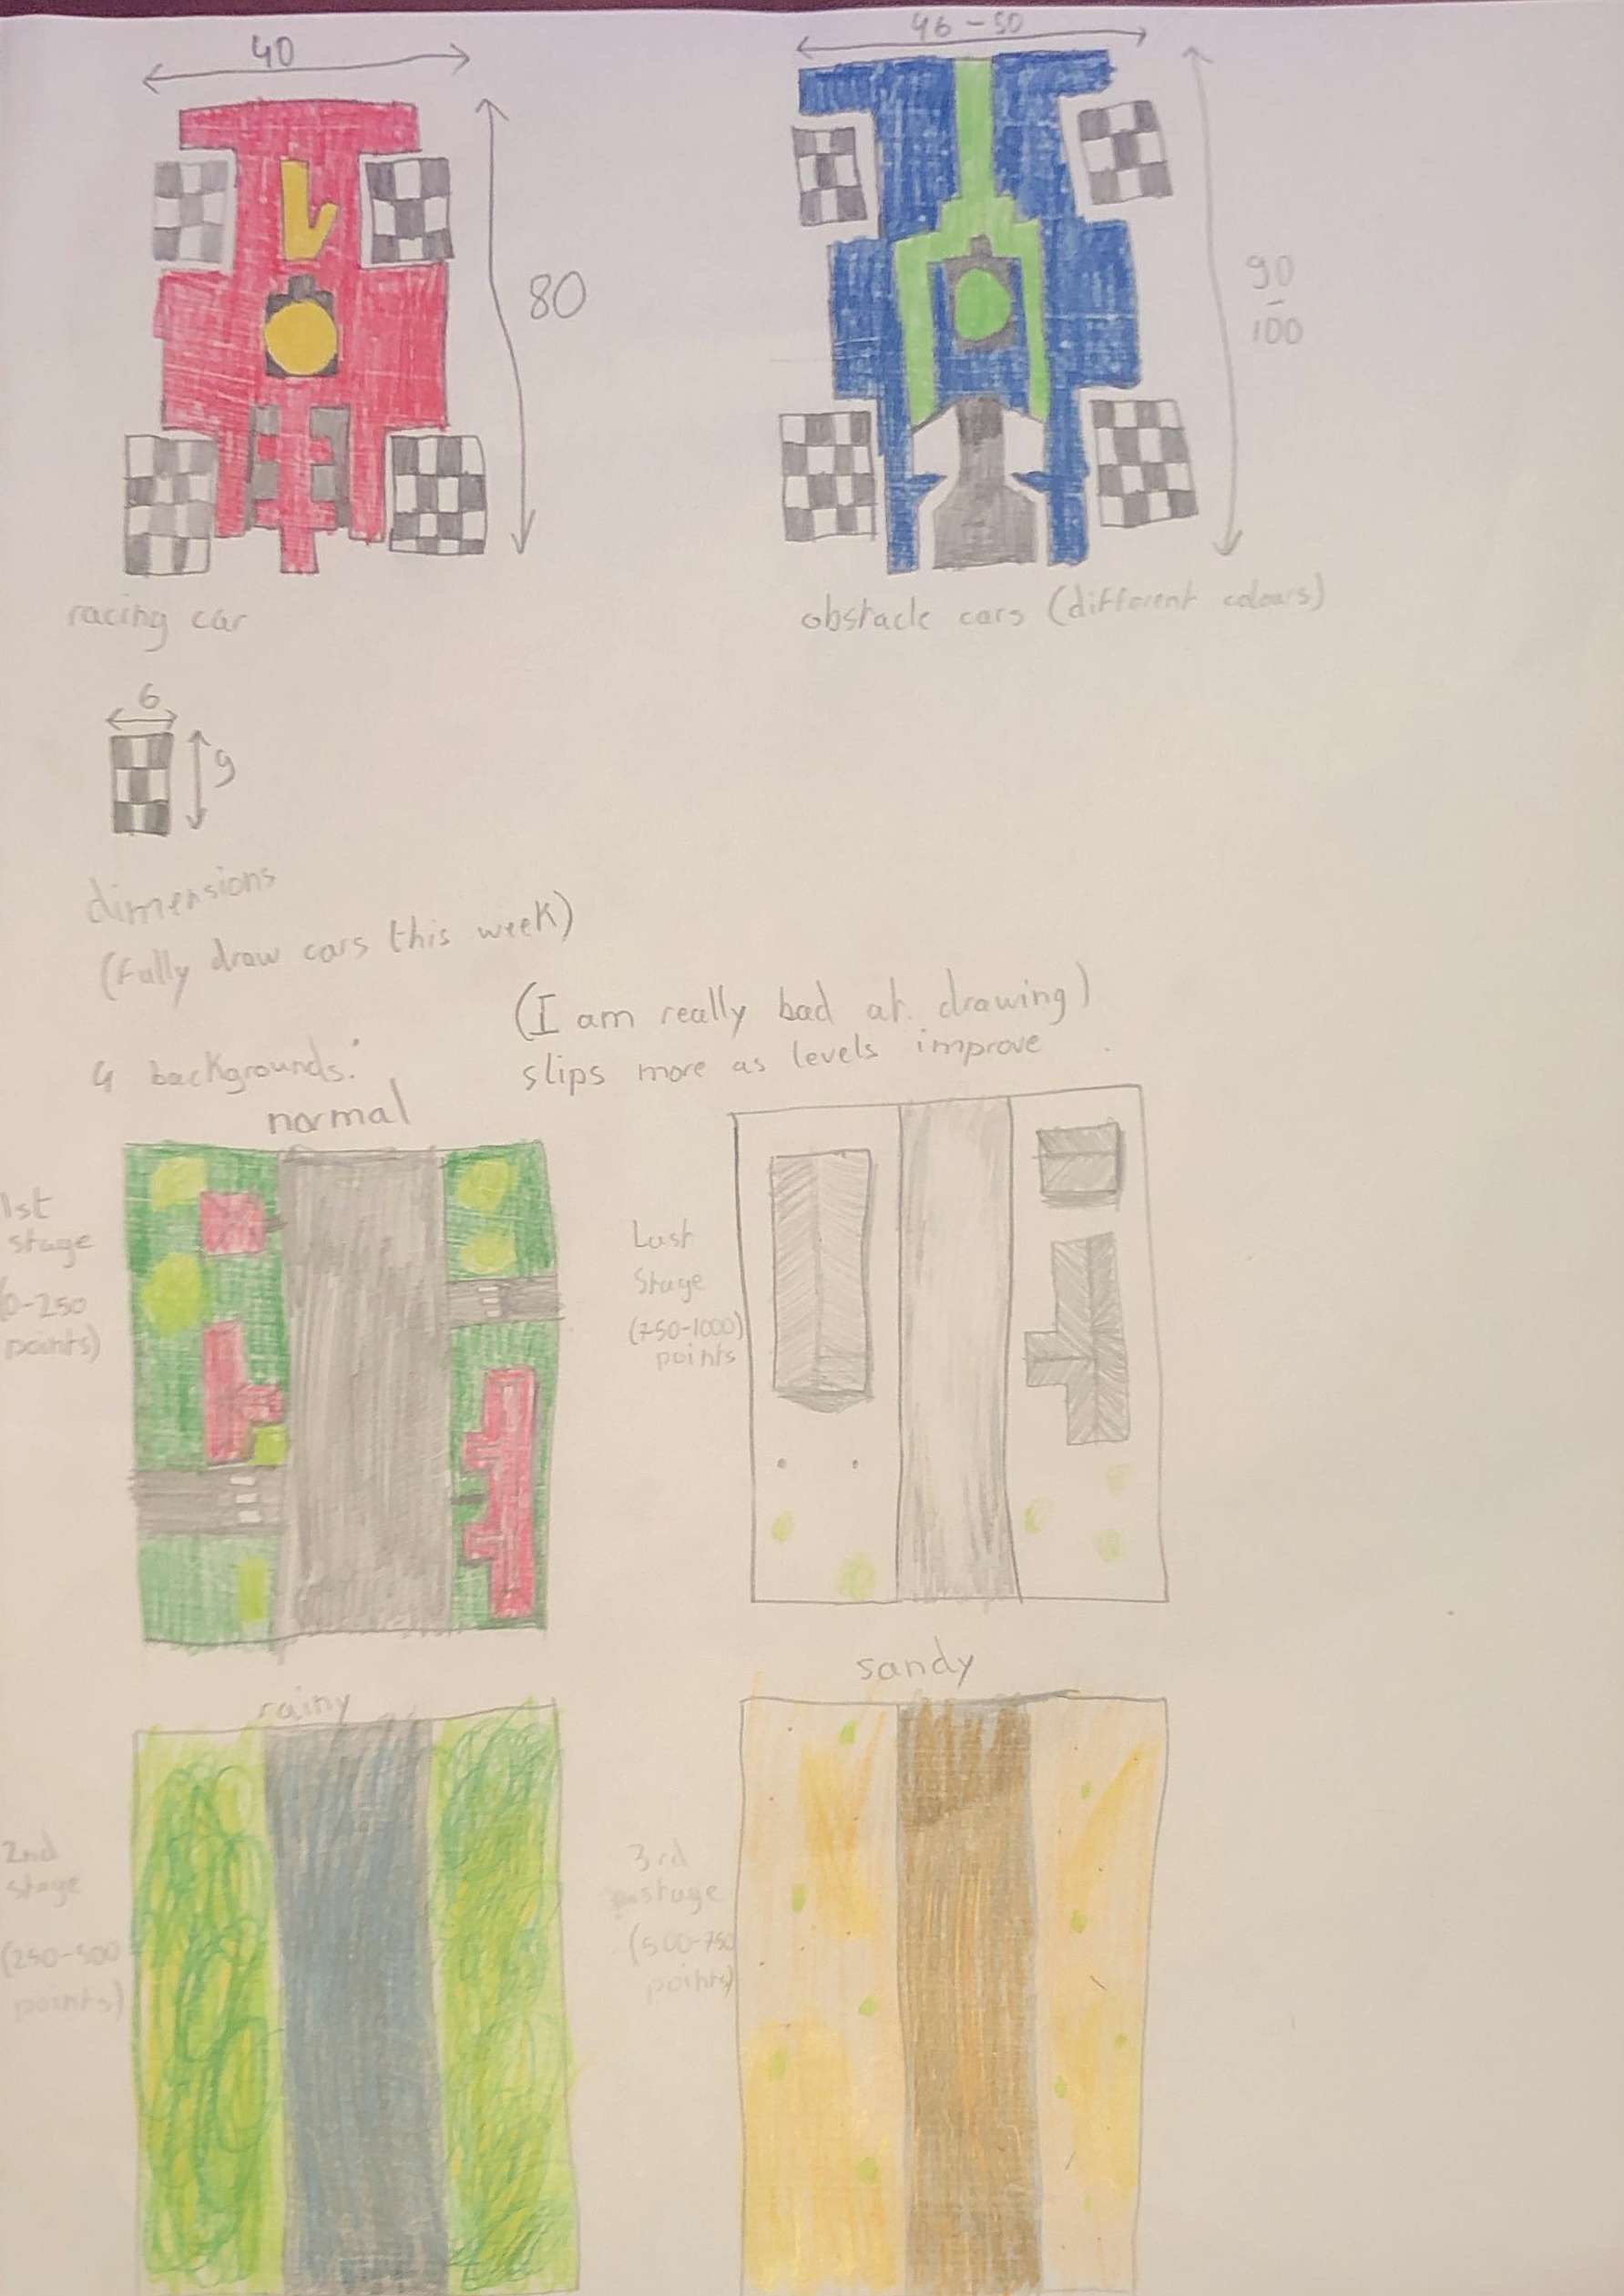 40
46 - 50
80
90
-
100
racing car
obstacle cars (different colours)
6
9
dimensions
(fully draw cars this week)
(I am really bad at drawing)
slips more as levels improve
4 backgrounds:
normal
1st
stage
(0-250
points)
Last
Stage
(750-1000)
points
rainy
sandy
2nd
stage
(250-500
points)
3rd
stage
(500-750
points)